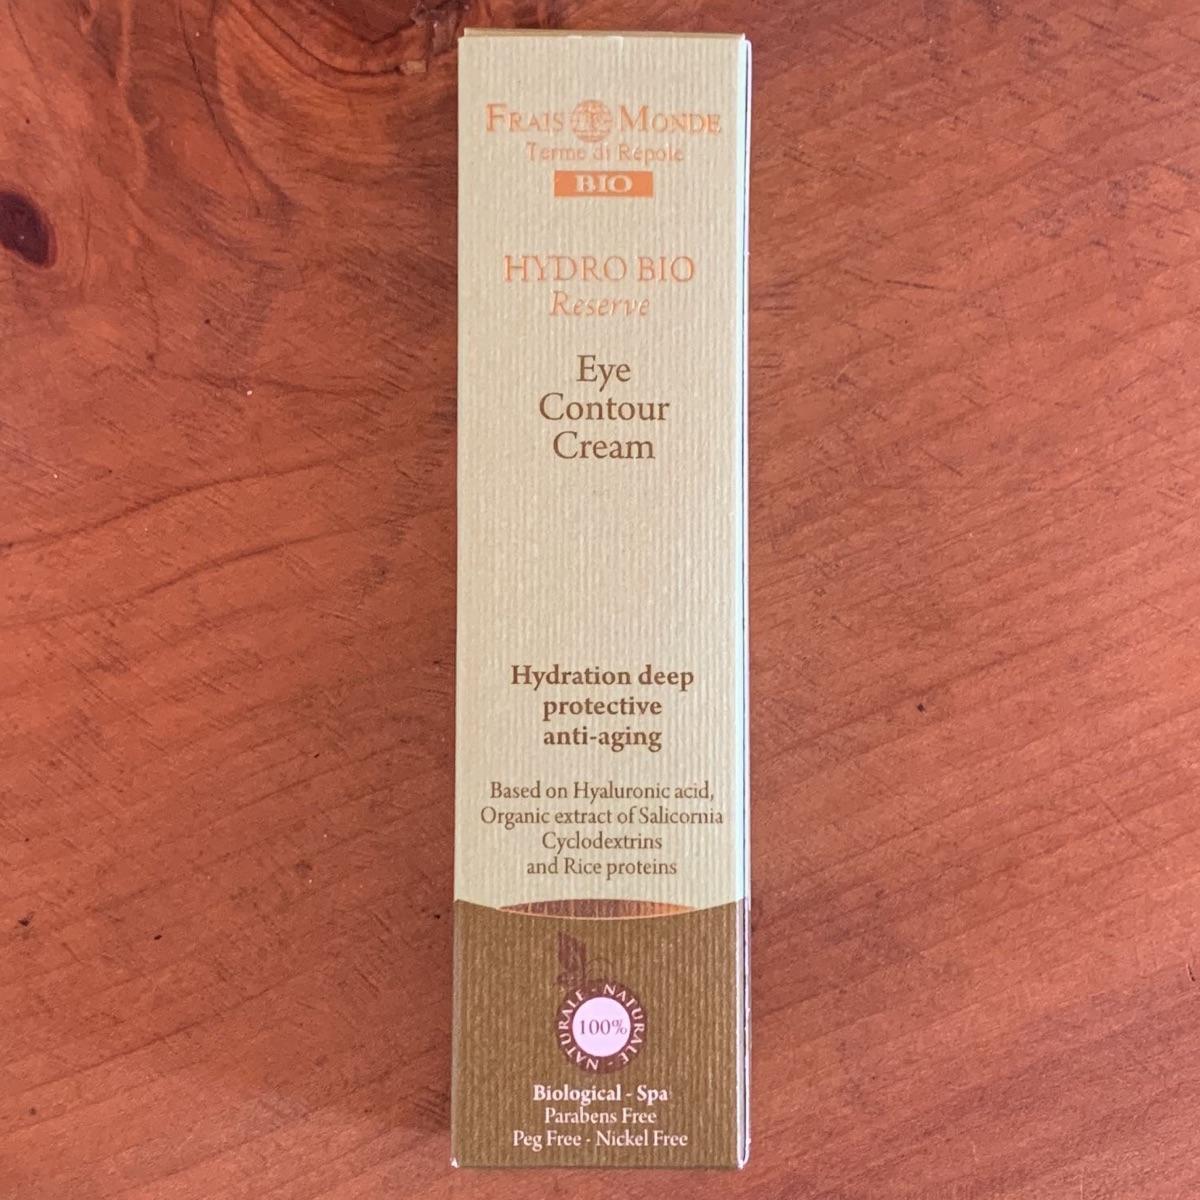 FRAIS MONDE
Terme di Repole
BIO
HYDRO BIO
Reserve
Eye
Contour
Cream
Hydration deep
protective
anti-aging
Based on Hyaluronic acid,
Organic extract of Salicornia
Cyclodextrins
and Rice proteins
NATURALE - NATURALE - N
100%
Biological - Spa
Parabens Free
Peg Free - Nickel Free